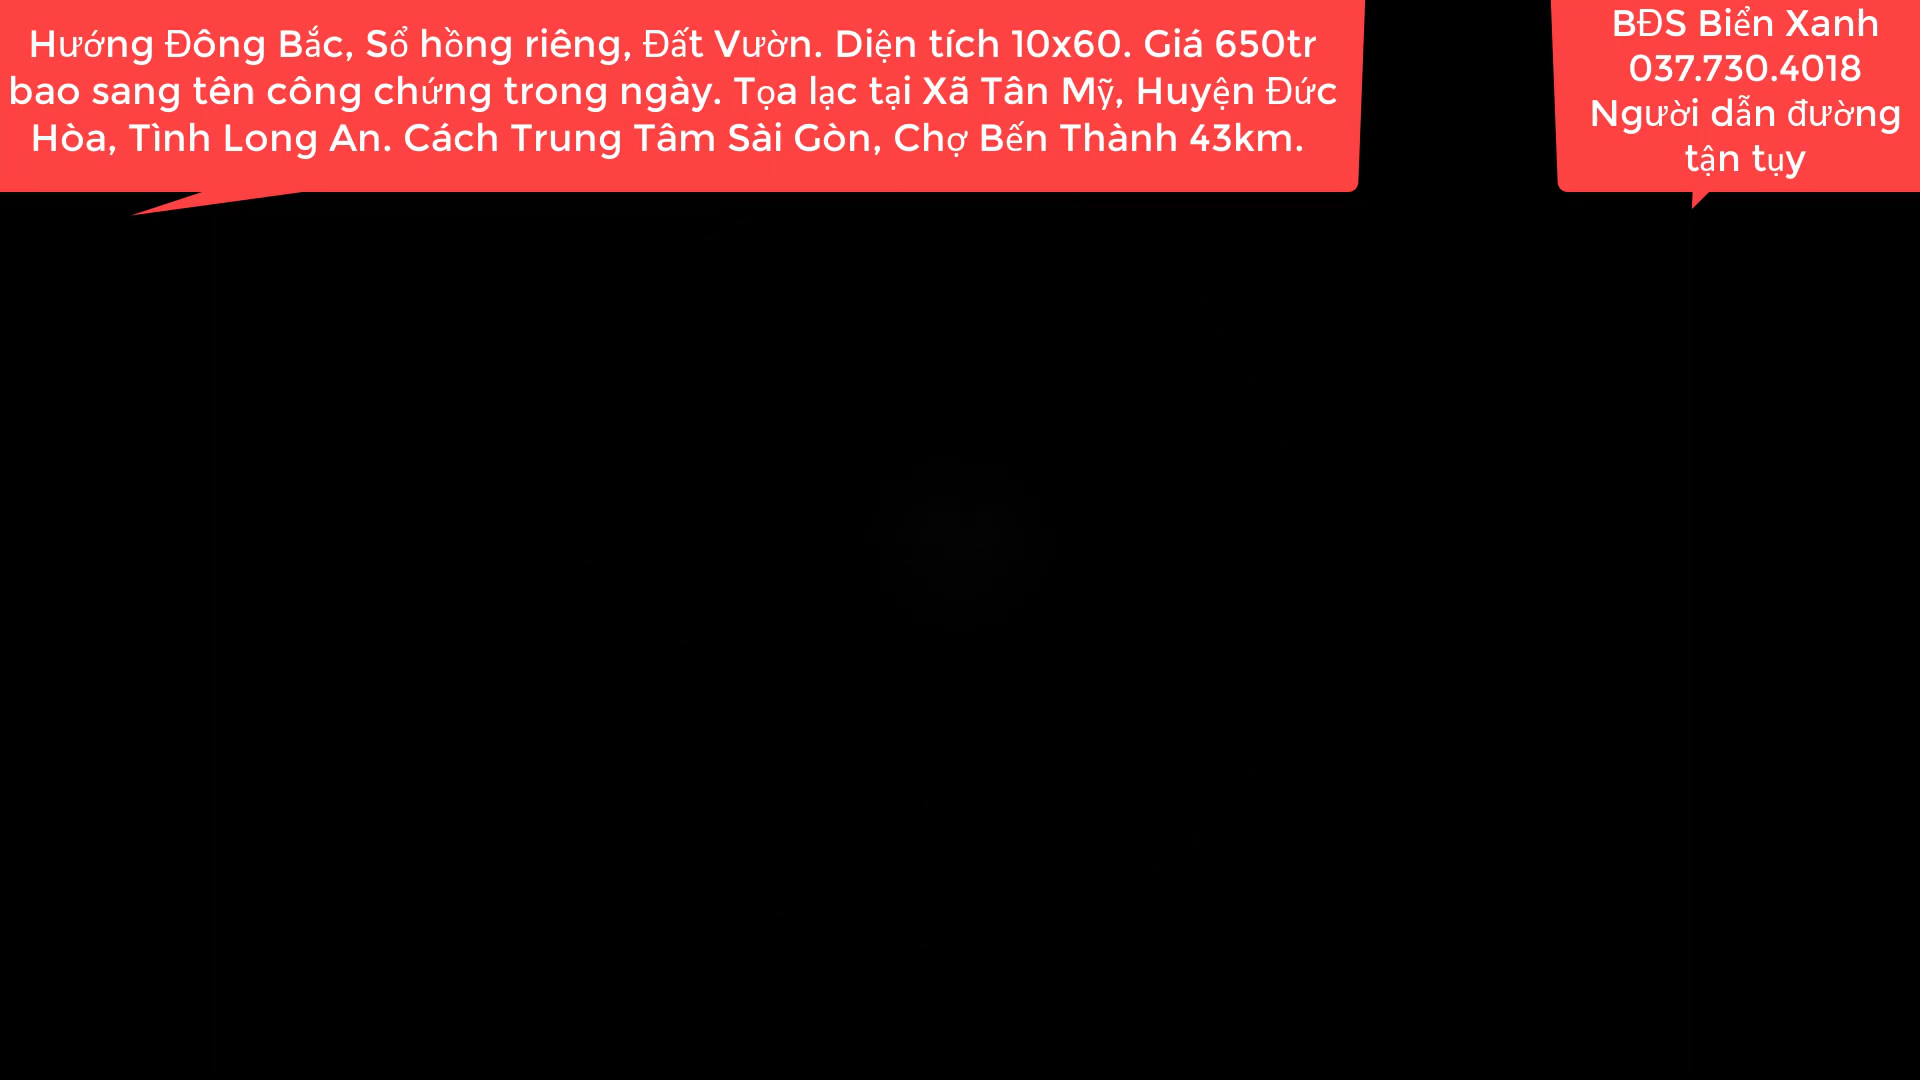 Hướng Đông Bắc, Sổ hồng riêng, Đất Vườn. Diện tích 10x60. Giá 650tr
bao sang tên công chứng trong ngày. Tọa lạc tại Xã Tân Mỹ, Huyện Đức
Hòa, Tình Long An. Cách Trung Tâm Sài Gòn, Chợ Bến Thành 43km.
BĐS Biển Xanh
037.730.4018
Người dẫn đường
tận tụy